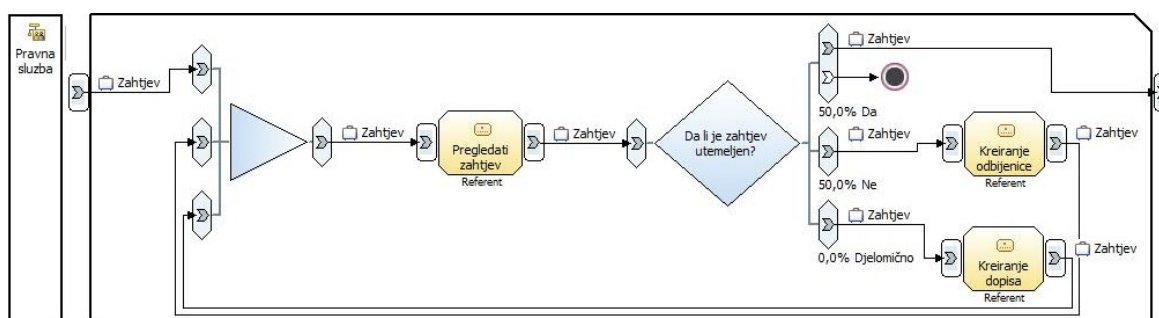 Pravna
služba
Zahtjev
Zahtjev
Pregledati
zahtjev
Referent
Zahtjev
Da li je zahtjev
utemeljen?
Zahtjev
50,0% Da
Zahtjev
50,0% Ne
Kreiranje
odbijenice
Referent
Zahtjev
Zahtjev
0,0% Djelomično
Kreiranje
dopisa
Referent
Zahtjev